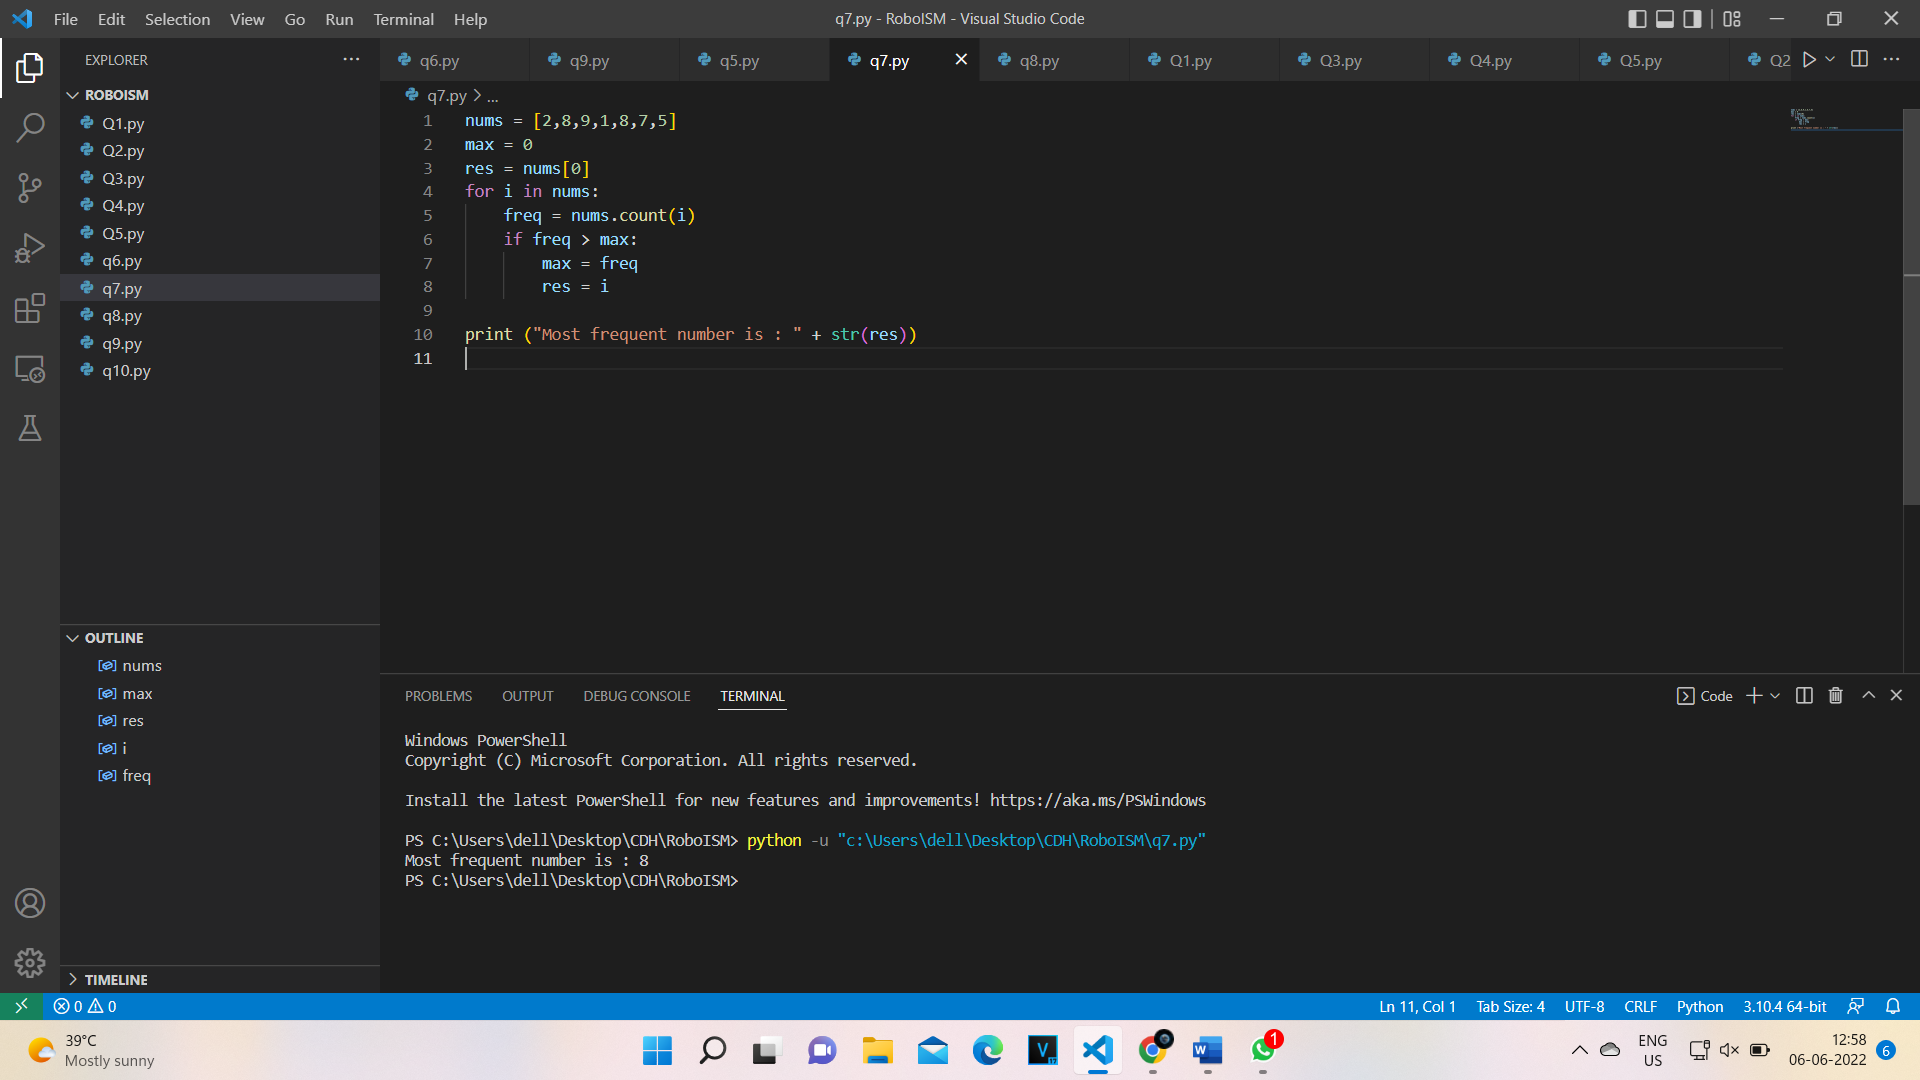 File Edit Selection View Go Run Terminal Help
q7.py - RoboISM - Visual Studio Code
EXPLORER
ROBOISM
Q1.py
Q2.py
Q3.py
Q4.py
Q5.py
q6.py
q7.py
q8.py
q9.py
q10.py
OUTLINE
nums
max
res
i
freq
TIMELINE
q6.py q9.py q5.py q7.py q8.py Q1.py Q3.py Q4.py Q5.py Q2
q7.py > ...
1 nums = [2,8,9,1,8,7,5]
2 max = 0
3 res = nums[0]
4 for i in nums:
5 freq = nums.count(i)
6 if freq > max:
7 max = freq
8 res = i
9
10 print ("Most frequent number is : " + str(res))
11
PROBLEMS OUTPUT DEBUG CONSOLE TERMINAL
Code
Windows PowerShell
Copyright (C) Microsoft Corporation. All rights reserved.
Install the latest PowerShell for new features and improvements! https://aka.ms/PSWindows
PS C:\Users\dell\Desktop\CDH\RoboISM> python -u "c:\Users\dell\Desktop\CDH\RoboISM\q7.py"
Most frequent number is : 8
PS C:\Users\dell\Desktop\CDH\RoboISM>
0 0
Ln 11, Col 1 Tab Size: 4 UTF-8 CRLF Python 3.10.4 64-bit
39°C
Mostly sunny
1
ENG
US
12:58
06-06-2022
6